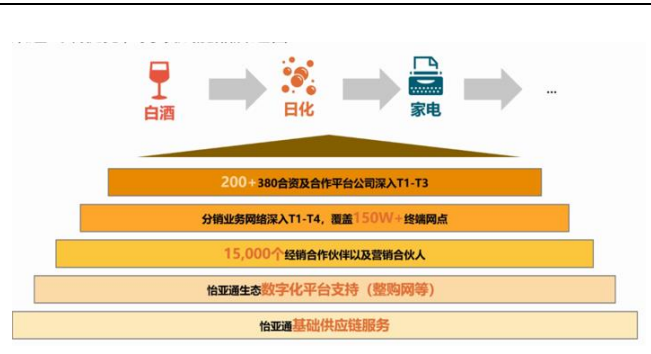 白酒
日化
家电
...
200+380合资及合作平台公司深入T1-T3
分销业务网络深入T1-T4，覆盖150W+终端网点
15,000个经销合作伙伴以及营销合伙人
怡亚通生态数字化平台支持（整购网等）
怡亚通基础供应链服务